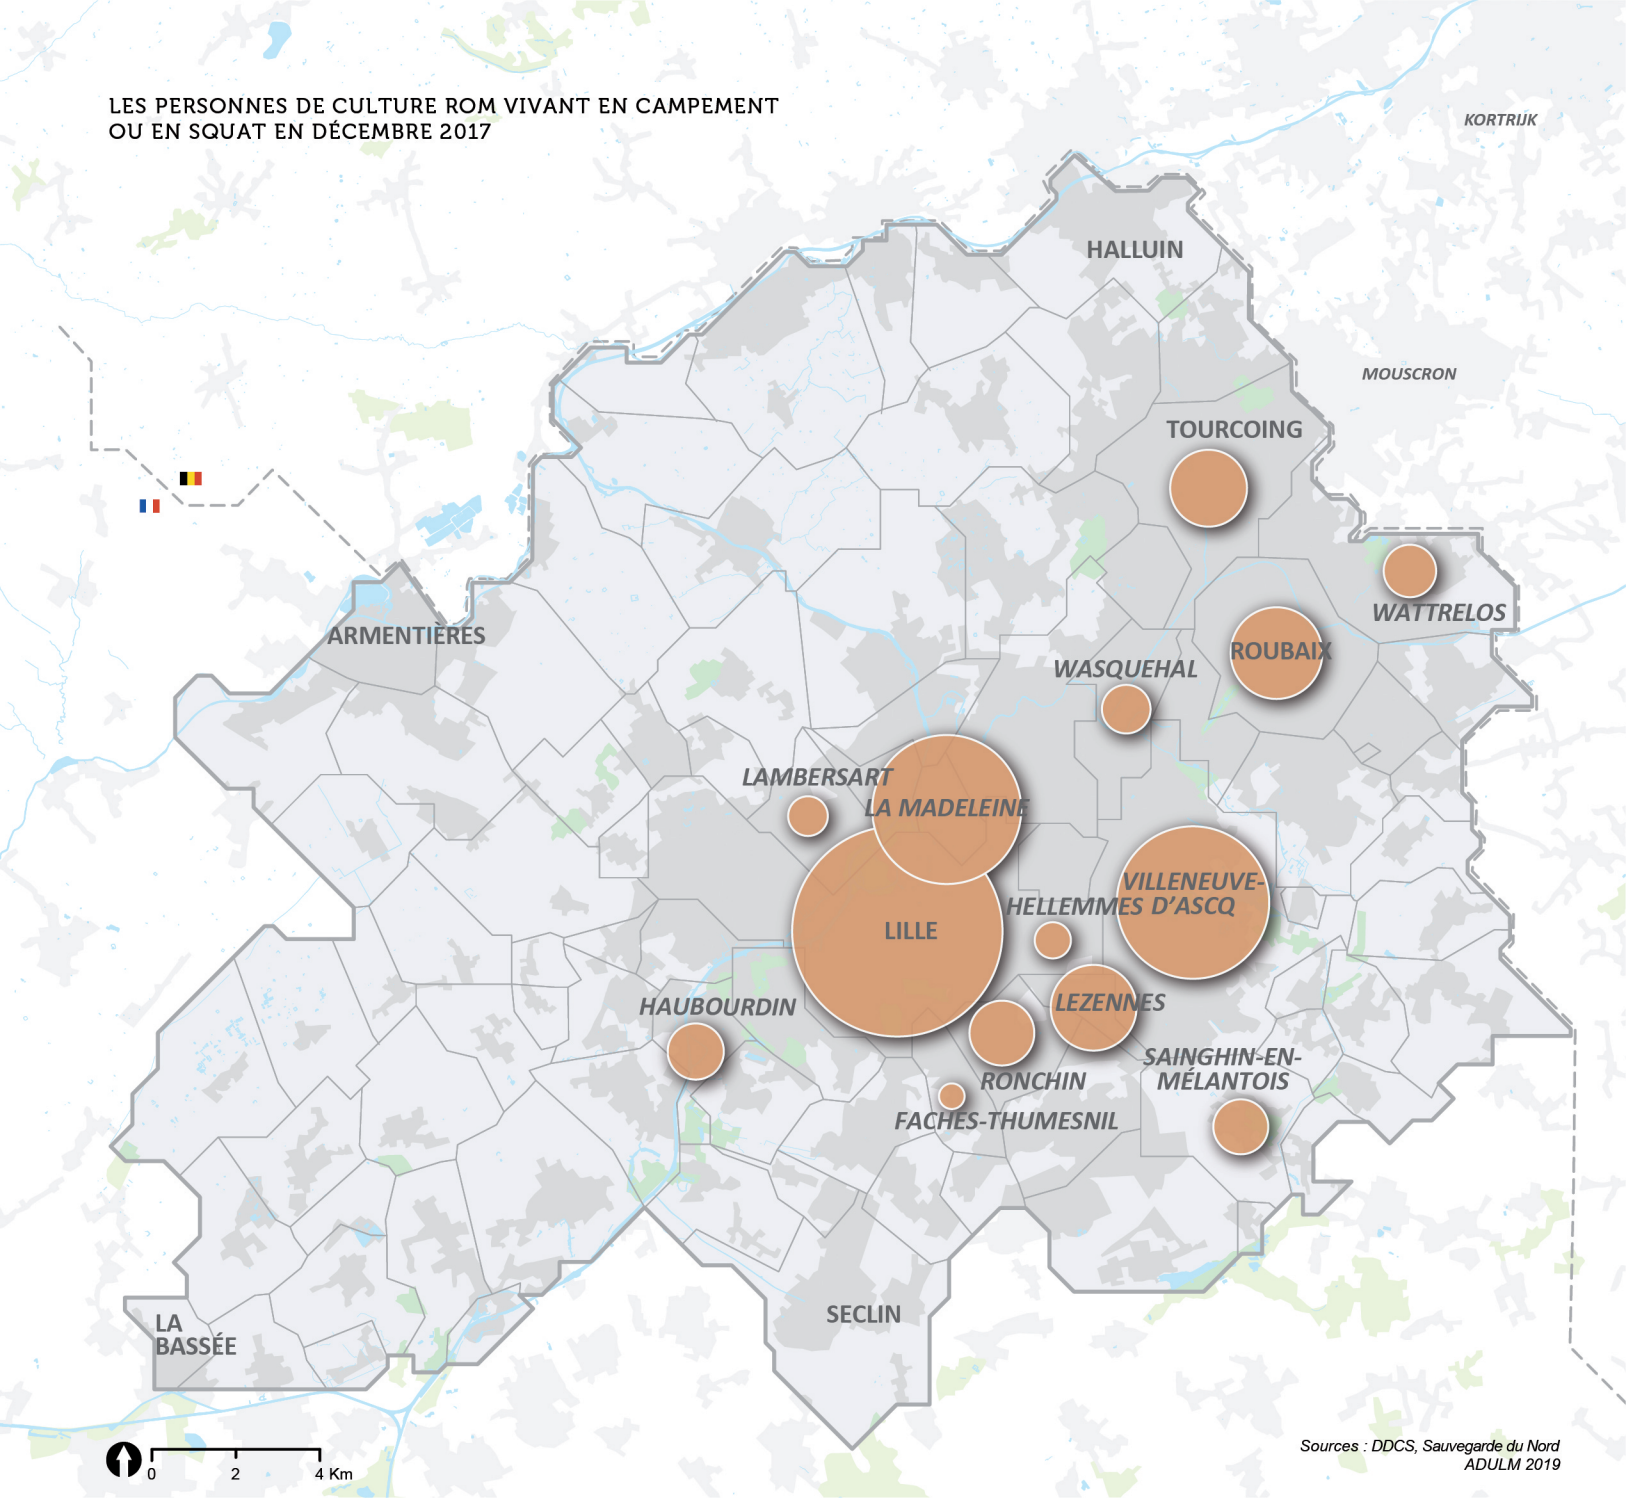 LES PERSONNES DE CULTURE ROM VIVANT EN CAMPEMENT
OU EN SQUAT EN DÉCEMBRE 2017
KORTRIJK
HALLUIN
MOUSCRON
TOURCOING
WATTRELOS
ARMENTIÈRES
ROUBAIX
WASQUEHAL
LAMBERSART
LA MADELEINE
VILLENEUVE-
D'ASCQ
HELLEMMES
LILLE
LEZENNES
HAUBOURDIN
SAINGHIN-EN-
MÉLANTOIS
RONCHIN
FACHES-THUMESNIL
SECLIN
LA
BASSÉE
0 2 4 Km
Sources : DDCS, Sauvegarde du Nord
ADULM 2019